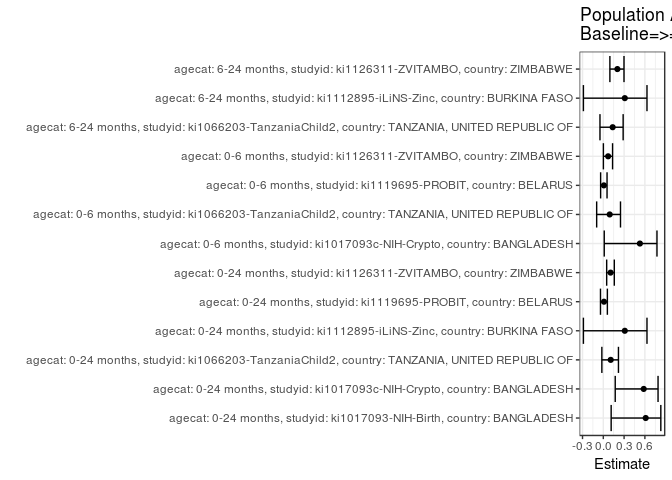 Population
Baseline=>
agecat: 6-24 months, studyid: ki1126311-ZVITAMBO, country: ZIMBABWE
agecat: 6-24 months, studyid: ki1112895-iLiNS-Zinc, country: BURKINA FASO
agecat: 6-24 months, studyid: ki1066203-TanzaniaChild2, country: TANZANIA, UNITED REPUBLIC OF
agecat: 0-6 months, studyid: ki1126311-ZVITAMBO, country: ZIMBABWE
agecat: 0-6 months, studyid: ki1119695-PROBIT, country: BELARUS
agecat: 0-6 months, studyid: ki1066203-TanzaniaChild2, country: TANZANIA, UNITED REPUBLIC OF
agecat: 0-6 months, studyid: ki1017093c-NIH-Crypto, country: BANGLADESH
agecat: 0-24 months, studyid: ki1126311-ZVITAMBO, country: ZIMBABWE
agecat: 0-24 months, studyid: ki1119695-PROBIT, country: BELARUS
agecat: 0-24 months, studyid: ki1112895-iLiNS-Zinc, country: BURKINA FASO
agecat: 0-24 months, studyid: ki1066203-TanzaniaChild2, country: TANZANIA, UNITED REPUBLIC OF
agecat: 0-24 months, studyid: ki1017093c-NIH-Crypto, country: BANGLADESH
agecat: 0-24 months, studyid: ki1017093-NIH-Birth, country: BANGLADESH
-0.3 0.0 0.3 0.6
Estimate